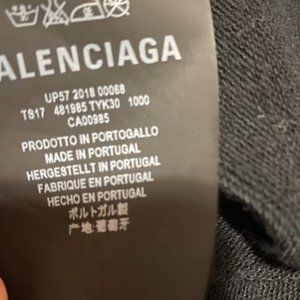 ALENCIAGA
UP57 2018 00068
TS17 481985 TYK30 1000
CA00985
PRODOTTO IN PORTOGALLO
MADE IN PORTUGAL
HERGESTELLT IN PORTUGAL
FABRIQUE EN PORTUGAL
HECHO EN PORTUGAL
ポルトガル製
产地:葡萄牙